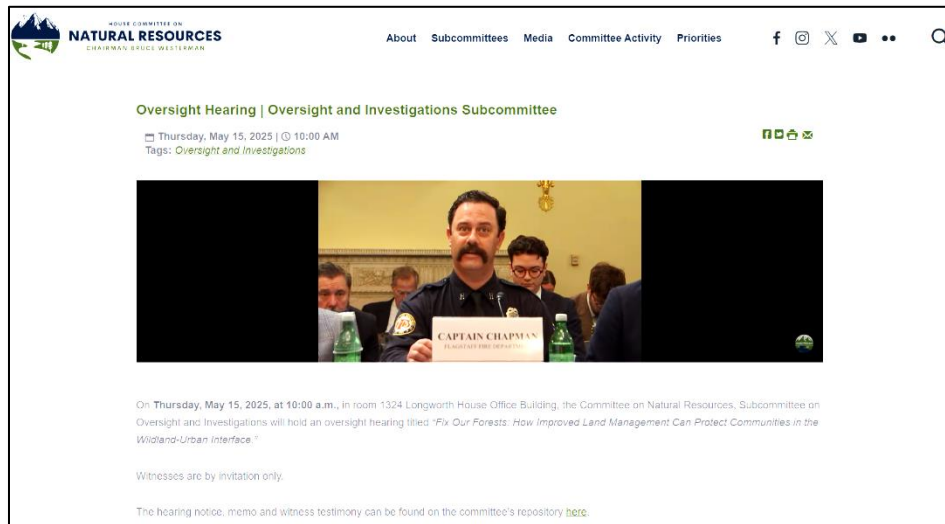 HOUSE COMMITTEE ON
NATURAL RESOURCES
CHAIRMAN BRUCE WESTERMAN
About Subcommittees Media Committee Activity Priorities
Oversight Hearing | Oversight and Investigations Subcommittee
Thursday, May 15, 2025 | 10:00 AM
Tags: Oversight and Investigations
CAPTAIN CHAPMAN
FLAGSTAFF FIRE DEPARTMENT
On Thursday, May 15, 2025, at 10:00 a.m., in room 1324 Longworth House Office Building, the Committee on Natural Resources, Subcommittee on
Oversight and Investigations will hold an oversight hearing titled "Fix Our Forests: How Improved Land Management Can Protect Communities in the
Wildland-Urban Interface."
Witnesses are by invitation only.
The hearing notice, memo and witness testimony can be found on the committee's repository here.